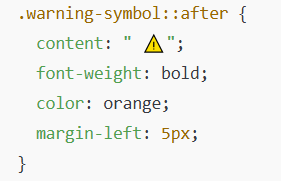 .warning-symbol::after {
  content: " ⚠️";
  font-weight: bold;
  color: orange;
  margin-left: 5px;
}